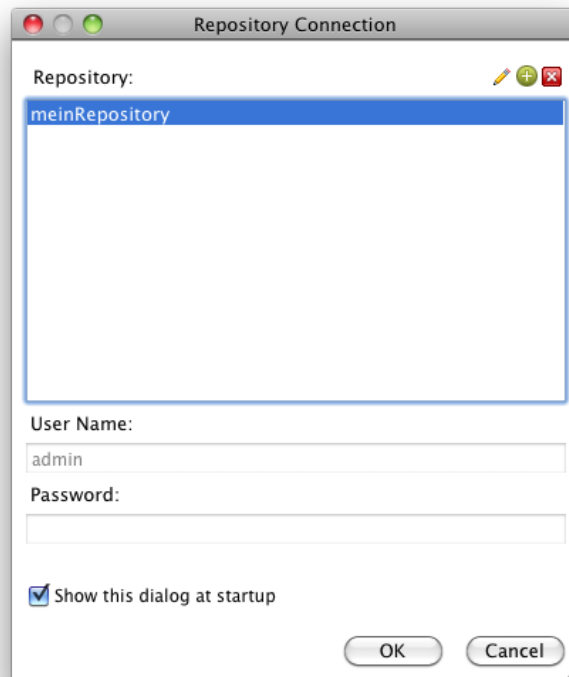 Repository Connection
Repository:
meinRepository
User Name:
admin
Password:
Show this dialog at startup
OK
Cancel